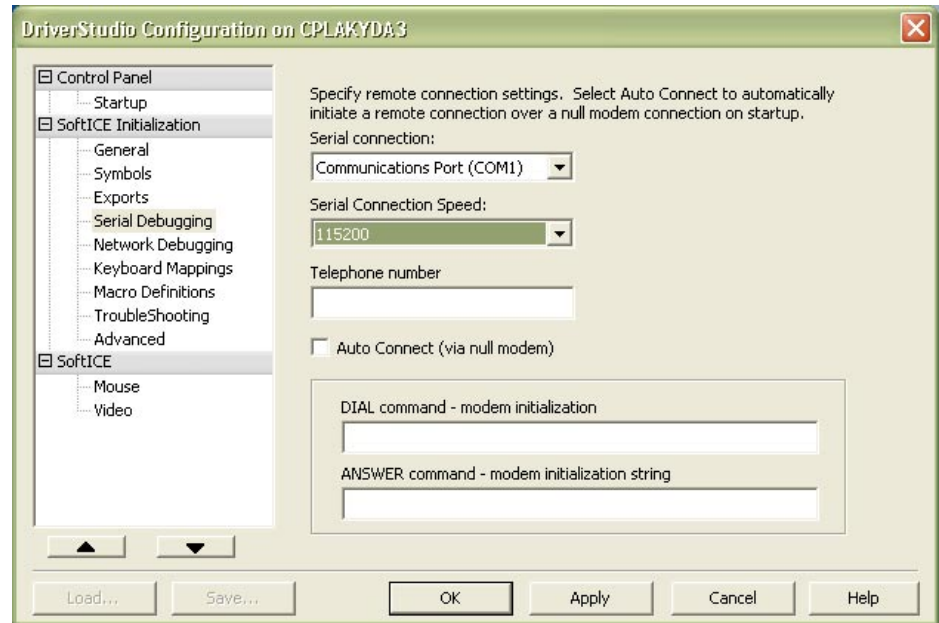 DriverStudio Configuration on CPLAKYDA3
Control Panel
Startup
SoftICE Initialization
General
Symbols
Exports
Serial Debugging
Network Debugging
Keyboard Mappings
Macro Definitions
TroubleShooting
Advanced
SoftICE
Mouse
Video
Specify remote connection settings. Select Auto Connect to automatically
initiate a remote connection over a null modem connection on startup.
Serial connection:
Communications Port (COM1)
Serial Connection Speed:
115200
Telephone number
Auto Connect (via null modem)
DIAL command - modem initialization
ANSWER command - modem initialization string
Load...
Save...
OK
Apply
Cancel
Help